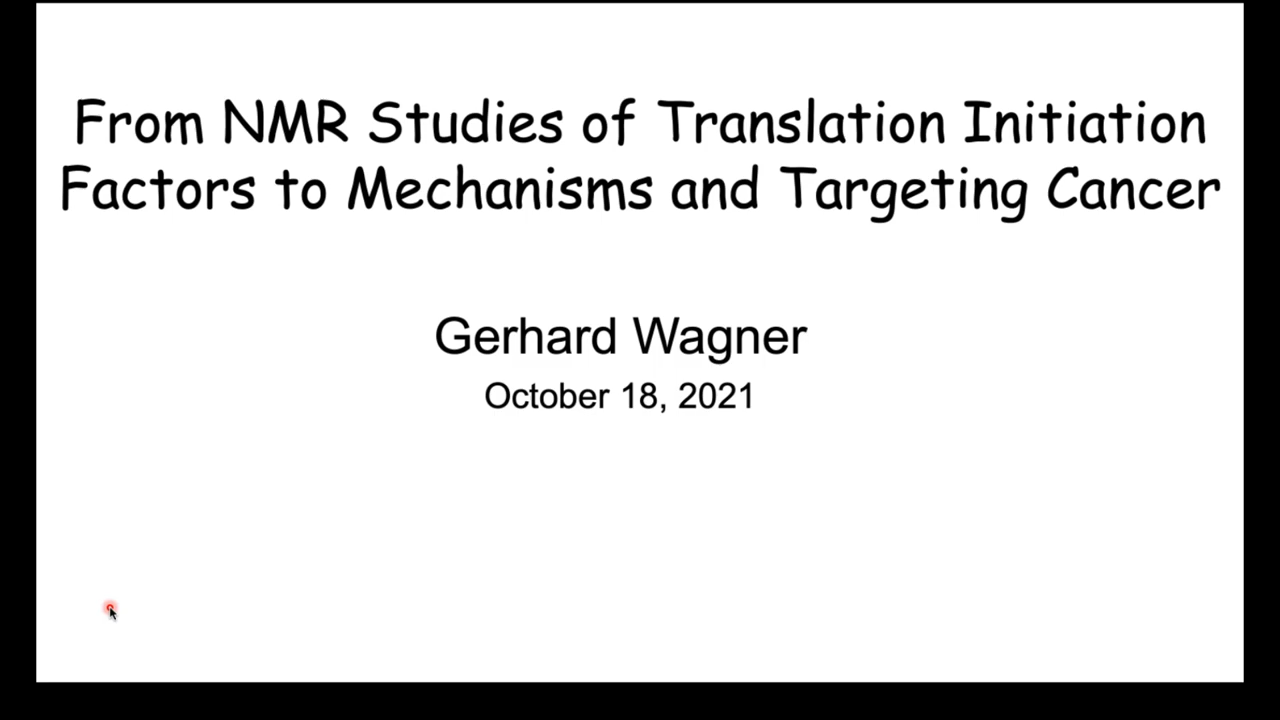 From NMR Studies of Translation Initiation
Factors to Mechanisms and Targeting Cancer
Gerhard Wagner
October 18, 2021